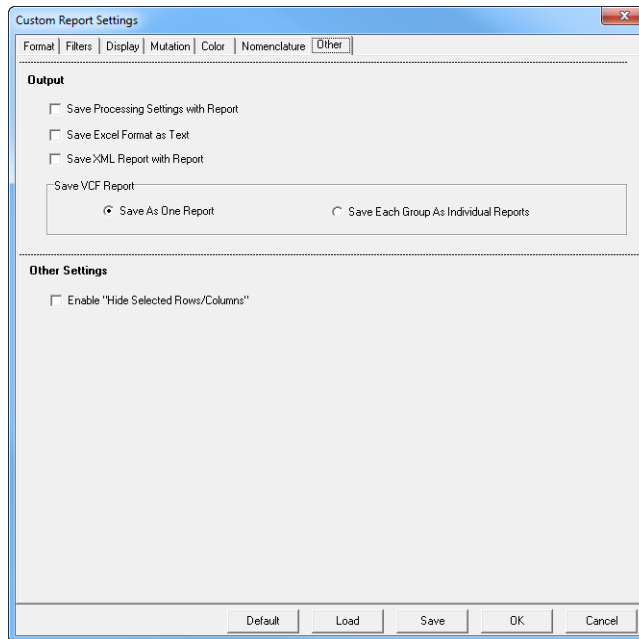 Custom Report Settings
Format Filters Display Mutation Color Nomenclature Other
Output
Save Processing Settings with Report
Save Excel Format as Text
Save XML Report with Report
Save VCF Report
Save As One Report Save Each Group As Individual Reports
Other Settings
Enable "Hide Selected Rows/Columns"
Default Load Save OK Cancel